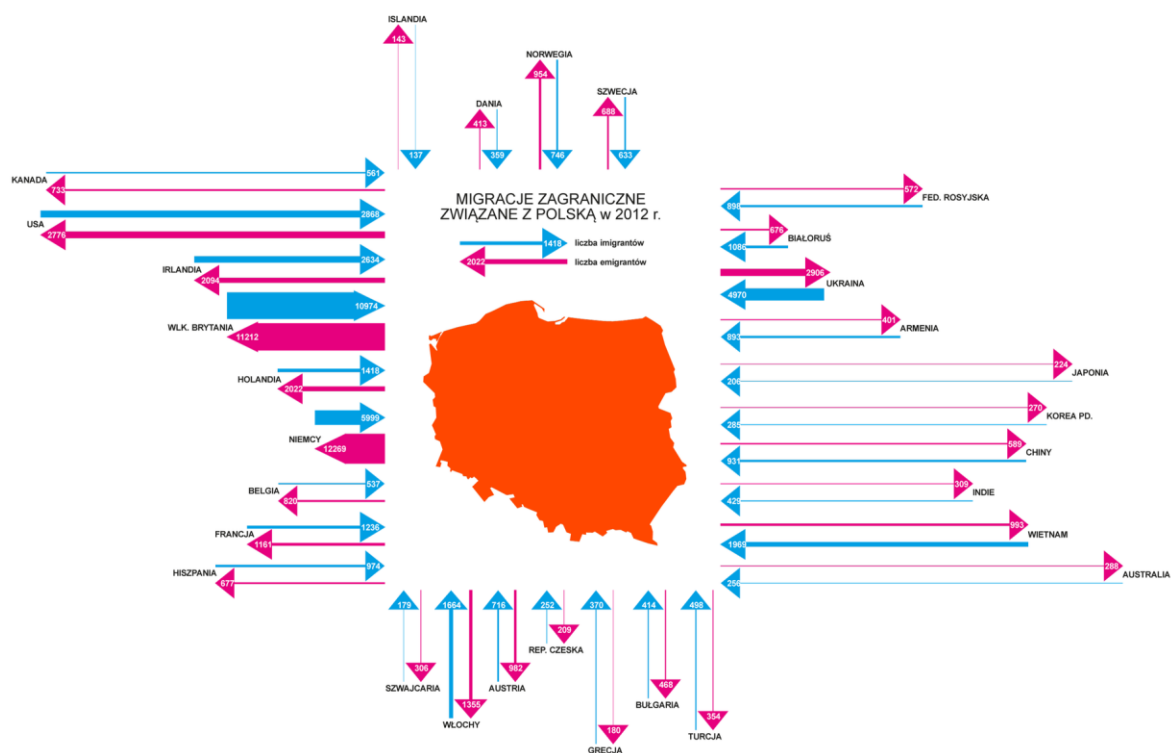 ISLANDIA
143
137
NORWEGIA
954
746
DANIA
413
359
SZWECJA
688
633
MIGRACJE ZAGRANICZNE
ZWIĄZANE Z POLSKĄ w 2012 r.
1418 liczba imigrantów
2022 liczba emigrantów
561
KANADA
733
2868
USA
2776
2634
IRLANDIA
2094
10974
WLK. BRYTANIA
11212
1418
HOLANDIA
2022
5999
NIEMCY
12269
537
BELGIA
820
1236
FRANCJA
1161
974
HISZPANIA
677
572
FED. ROSYJSKA
898
676
BIAŁORUŚ
1086
2906
UKRAINA
4970
401
ARMENIA
893
224
JAPONIA
206
270
KOREA PD.
285
589
CHINY
931
309
INDIE
429
993
WIETNAM
1969
288
AUSTRALIA
256
179
306
SZWAJCARIA
1664
1355
WŁOCHY
716
982
AUSTRIA
252
209
REP. CZESKA
370
180
GRECJA
414
468
BUŁGARIA
498
354
TURCJA